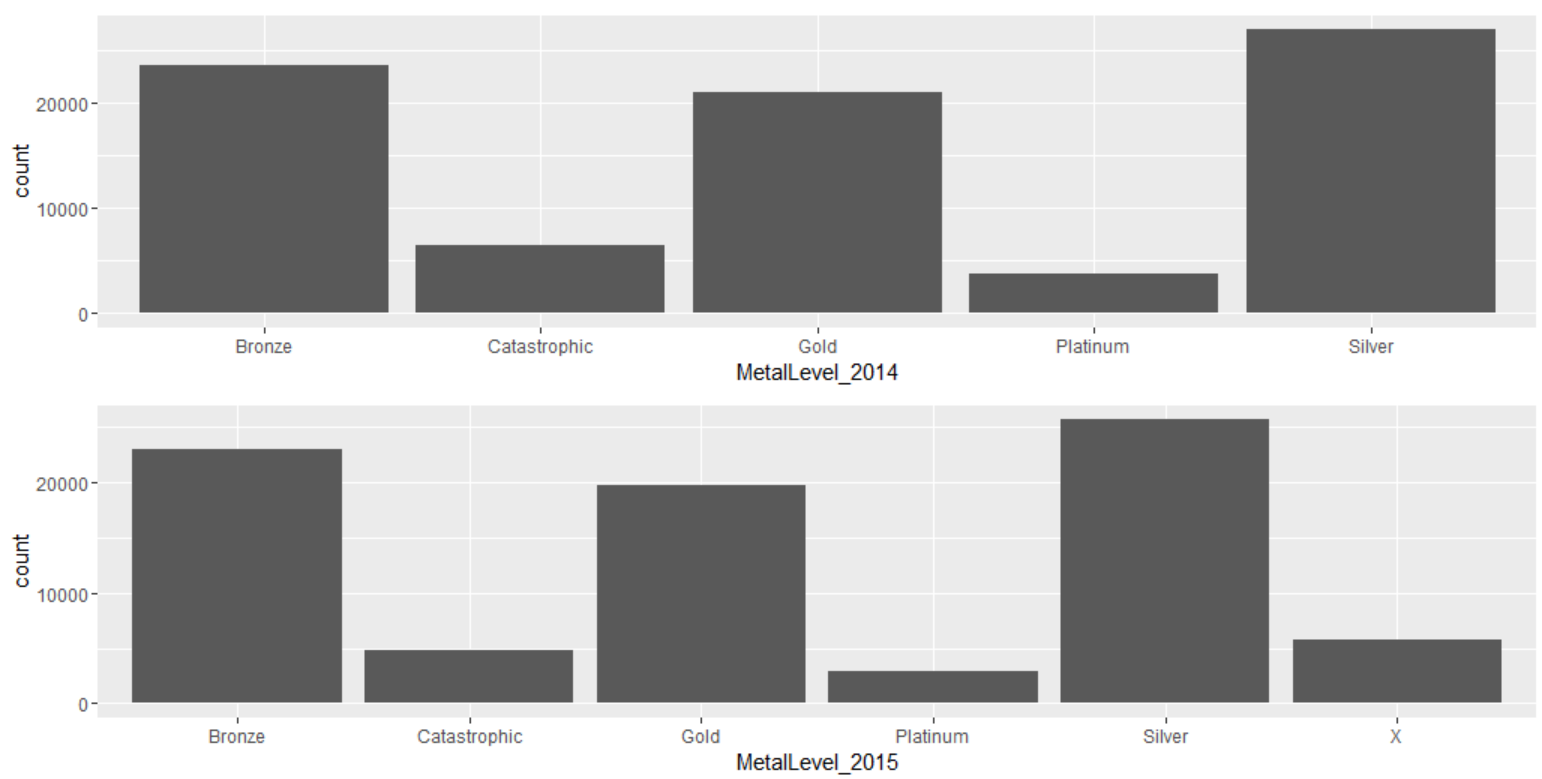 count
20000
10000
0
Bronze Catastrophic Gold Platinum Silver
MetalLevel_2014
count
20000
10000
0
Bronze Catastrophic Gold Platinum Silver X
MetalLevel_2015